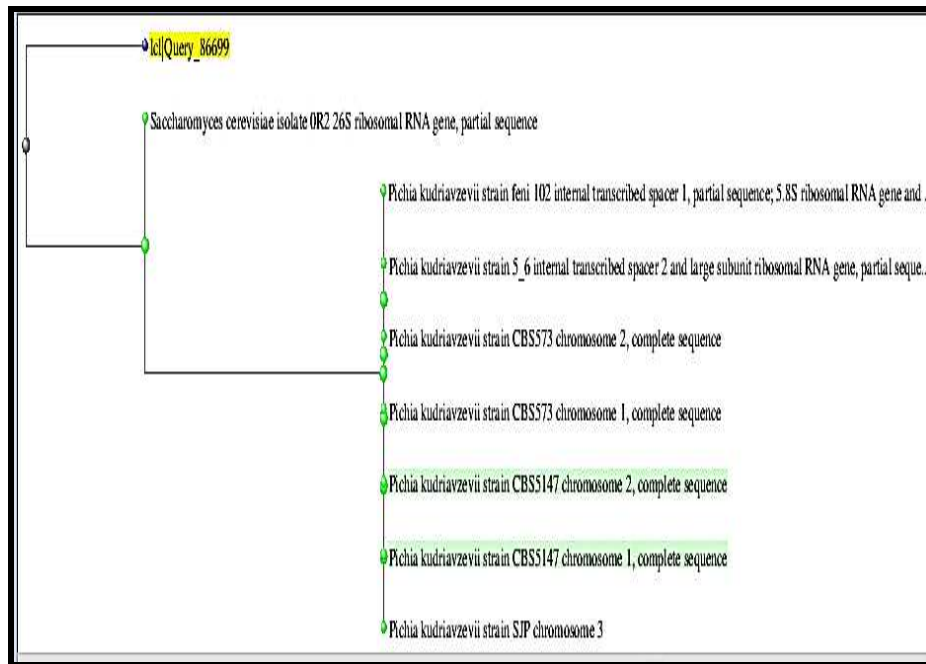 lcl|Query_86699
Saccharomyces cerevisiae isolate 0R2 26S ribosomal RNA gene, partial sequence
Pichia kudriavzevii strain feni 102 internal transcribed spacer 1, partial sequence; 5.8S ribosomal RNA gene and ...
Pichia kudriavzevii strain 5_6 internal transcribed spacer 2 and large subunit ribosomal RNA gene, partial seque...
Pichia kudriavzevii strain CBS573 chromosome 2, complete sequence
Pichia kudriavzevii strain CBS573 chromosome 1, complete sequence
Pichia kudriavzevii strain CBS5147 chromosome 2, complete sequence
Pichia kudriavzevii strain CBS5147 chromosome 1, complete sequence
Pichia kudriavzevii strain SJP chromosome 3